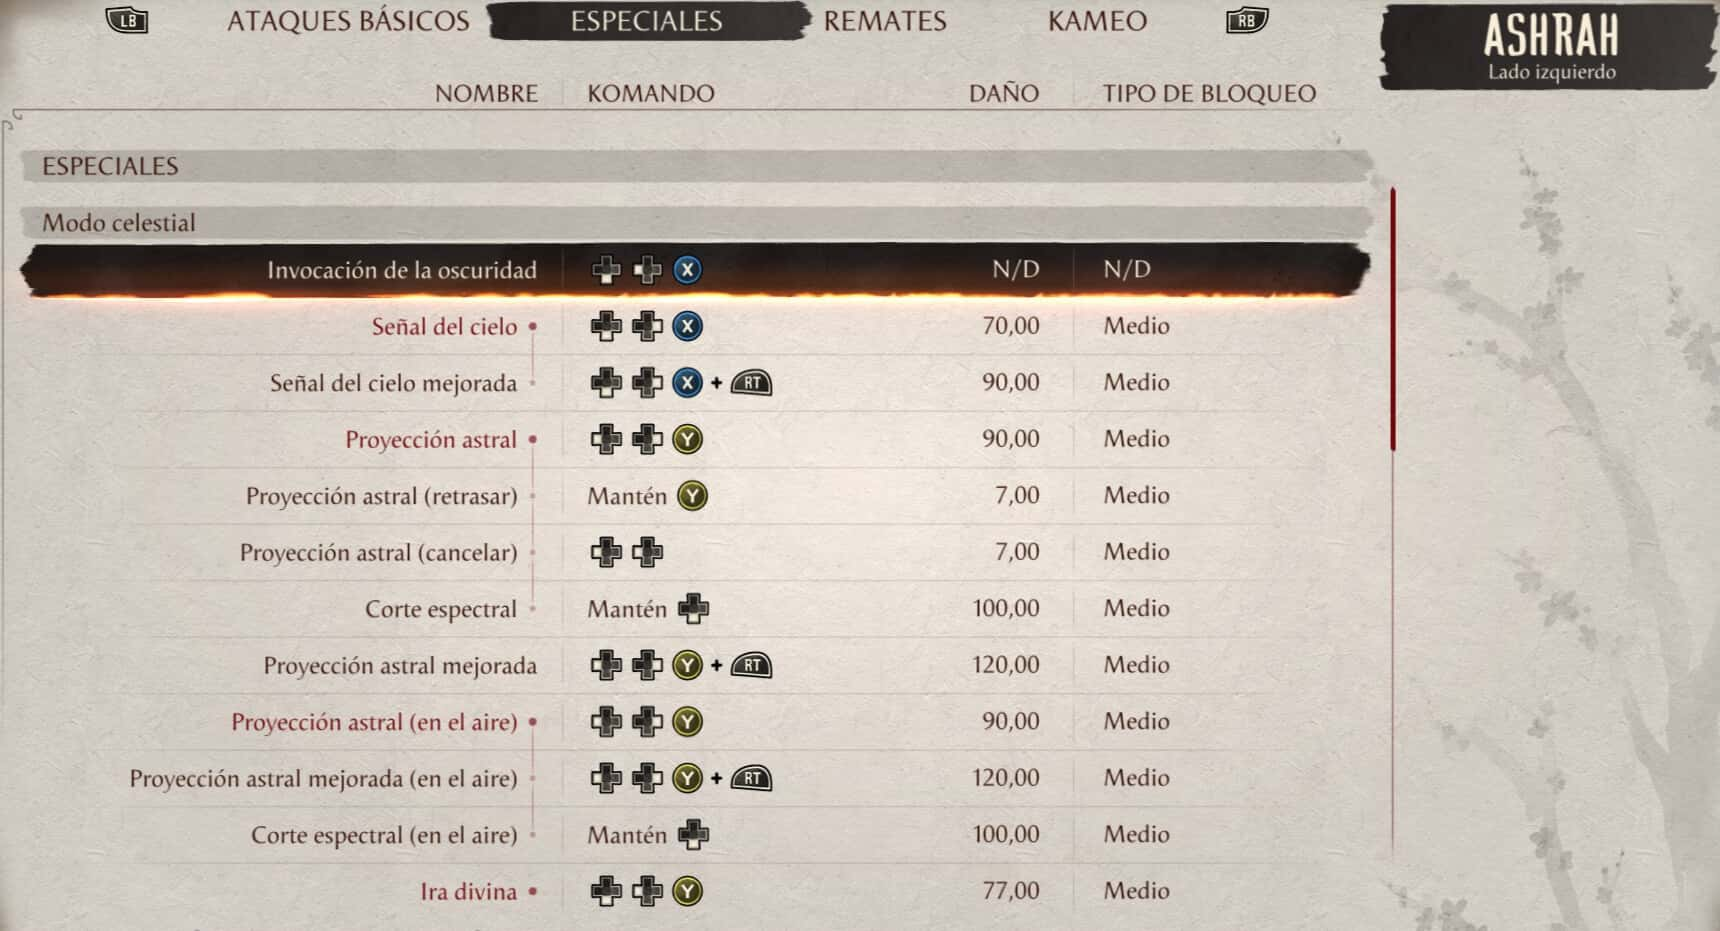 LB ATAQUES BÁSICOS ESPECIALES REMATES KAMEO RB
ASHRAH
Lado izquierdo
NOMBRE KOMANDO DAÑO TIPO DE BLOQUEO
ESPECIALES
Modo celestial
Invocación de la oscuridad X N/D N/D
Señal del cielo X 70,00 Medio
Señal del cielo mejorada X + RT 90,00 Medio
Proyección astral Y 90,00 Medio
Proyección astral (retrasar) Mantén Y 7,00 Medio
Proyección astral (cancelar) 7,00 Medio
Corte espectral Mantén 100,00 Medio
Proyección astral mejorada Y + RT 120,00 Medio
Proyección astral (en el aire) Y 90,00 Medio
Proyección astral mejorada (en el aire) Y + RT 120,00 Medio
Corte espectral (en el aire) Mantén 100,00 Medio
Ira divina Y 77,00 Medio